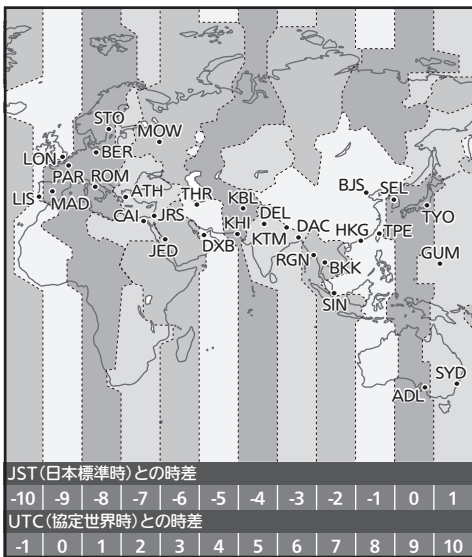 STO
MOW
LON
BER
PAR
ROM
LIS
MAD
ATH
THR
CAI
JRS
JED
DXB
KBL
KHI
DEL
KTM
DAC
RGN
BKK
SIN
BJS
SEL
HKG
TPE
TYO
GUM
SYD
ADL
JST(日本標準時)との時差
-10 -9 -8 -7 -6 -5 -4 -3 -2 -1 0 1
UTC(協定世界時)との時差
-1 0 1 2 3 4 5 6 7 8 9 10